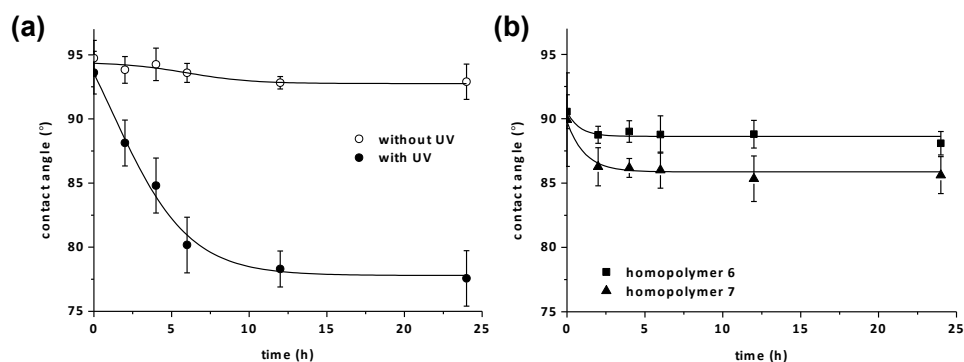 (a)
95
90
85
80
75
contact angle (°)
0 5 10 15 20 25
time (h)
without UV
with UV
(b)
95
90
85
80
75
contact angle (°)
0 5 10 15 20 25
time (h)
homopolymer 6
homopolymer 7